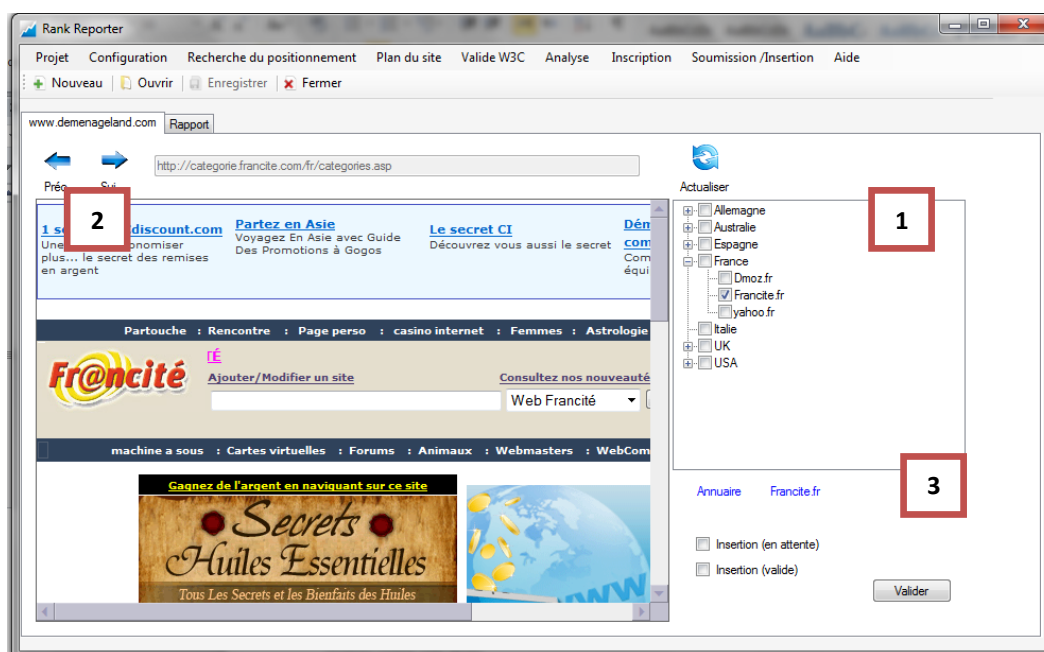 Rank Reporter
Projet Configuration Recherche du positionnement Plan du site Valide W3C Analyse Inscription Soumission /Insertion Aide
Nouveau Ouvrir Enregistrer Fermer
www.demenageland.com Rapport
http://categorie.francite.com/fr/categories.asp
Actualiser
2
discount.com
Une
plus... le secret des remises
en argent
Partez en Asie
Voyagez En Asie avec Guide
Des Promotions à Gogos
Le secret CI
Découvrez vous aussi le secret
Partouche : Rencontre : Page perso : casino internet : Femmes : Astrologie
Fr@ncité
Ajouter/Modifier un site Consultez nos nouveauté
Web Francité
machine a sous : Cartes virtuelles : Forums : Animaux : Webmasters : WebCom
Gagnez de l'argent en naviguant sur ce site
Secrets
Huiles Essentielles
Tous Les Secrets et les Bienfaits des Huiles
WWW
1
Allemagne
Australie
Espagne
France
Dmoz.fr
Francite.fr
yahoo.fr
Italie
UK
USA
3
Annuaire Francite.fr
Insertion (en attente)
Insertion (valide)
Valider